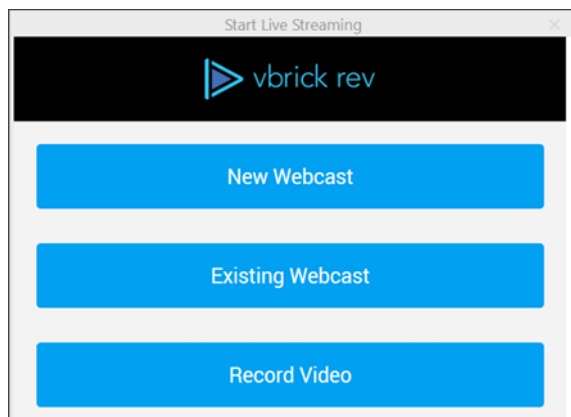 Start Live Streaming
vbrick rev
New Webcast
Existing Webcast
Record Video